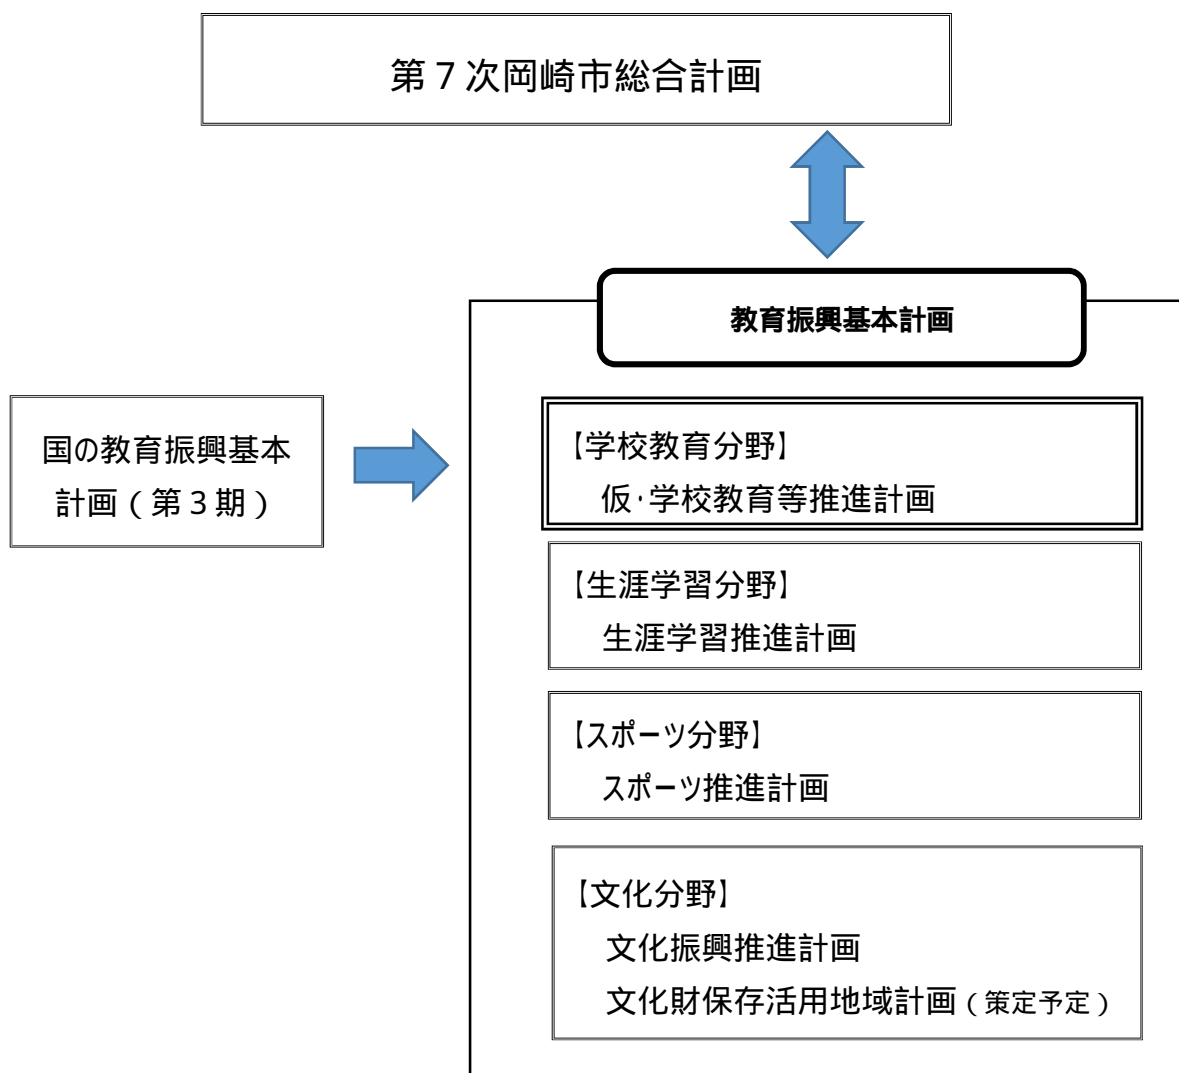 第７次岡崎市総合計画
教育振興基本計画
国の教育振興基本
計画（第３期）
【学校教育分野】
仮・学校教育等推進計画
【生涯学習分野】
生涯学習推進計画
【スポーツ分野】
スポーツ推進計画
【文化分野】
文化振興推進計画
文化財保存活用地域計画（策定予定）